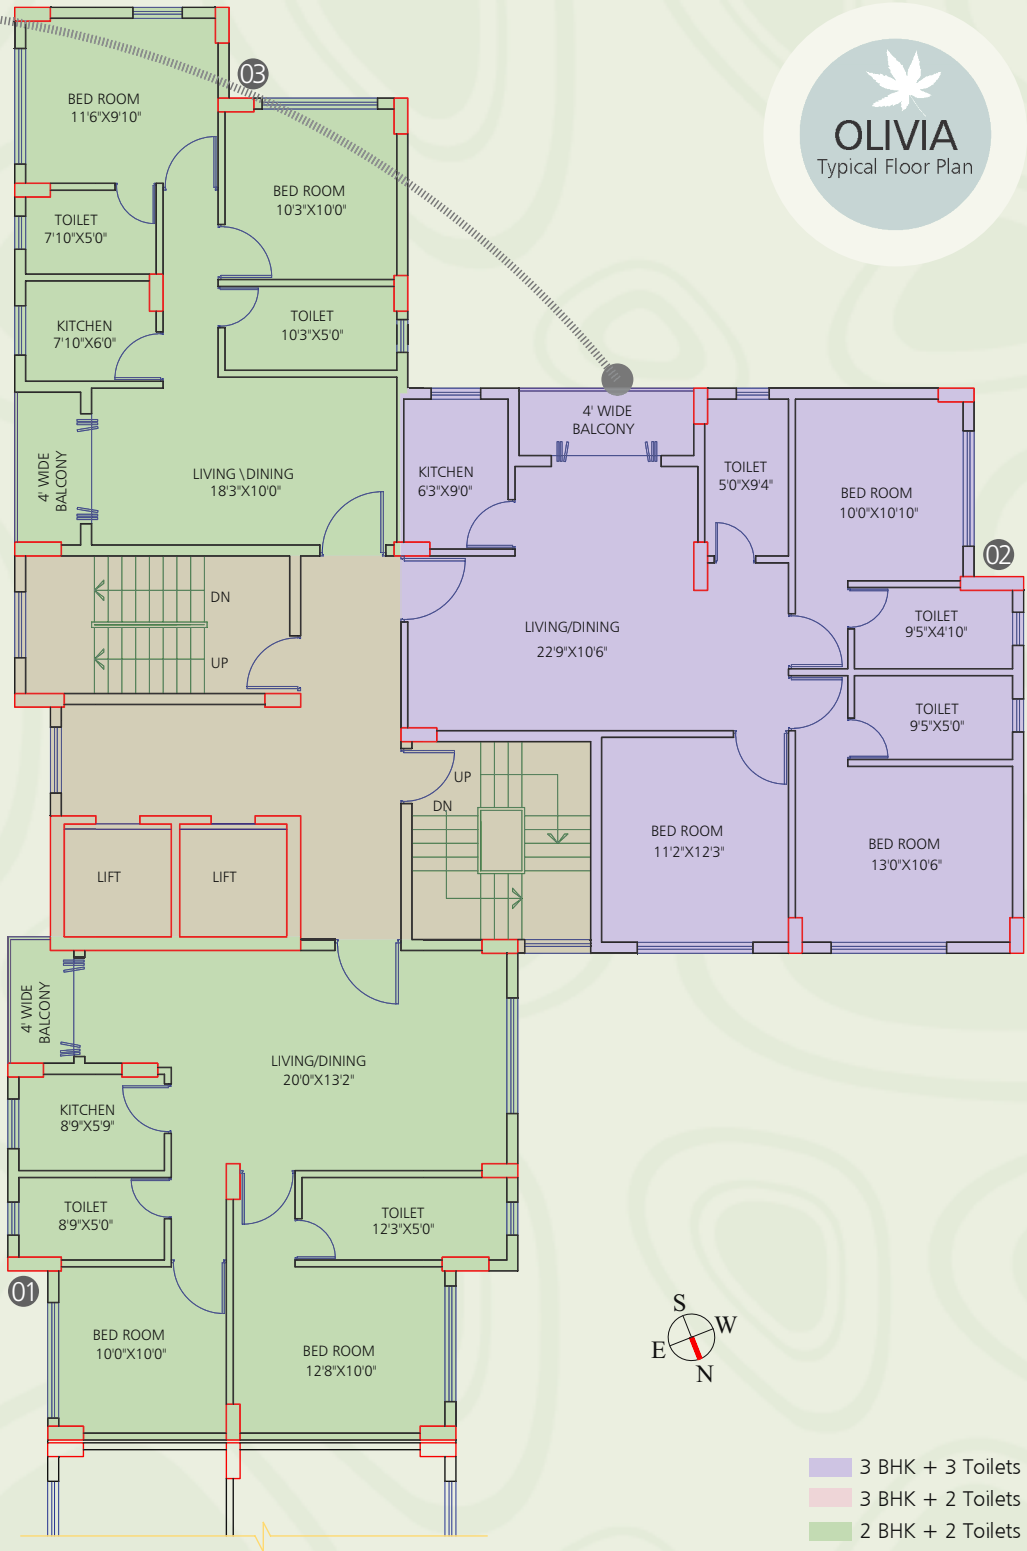 OLIVIA
Typical Floor Plan
03
BED ROOM
11'6"X9'10"
BED ROOM
10'3"X10'0"
TOILET
7'10"X5'0"
TOILET
10'3"X5'0"
KITCHEN
7'10"X6'0"
4' WIDE
BALCONY
LIVING \DINING
18'3"X10'0"
4' WIDE
BALCONY
KITCHEN
6'3"X9'0"
TOILET
5'0"X9'4"
BED ROOM
10'0"X10'10"
02
DN
UP
LIVING/DINING
22'9"X10'6"
TOILET
9'5"X4'10"
TOILET
9'5"X5'0"
UP
DN
BED ROOM
11'2"X12'3"
BED ROOM
13'0"X10'6"
LIFT
LIFT
4' WIDE
BALCONY
LIVING/DINING
20'0"X13'2"
KITCHEN
8'9"X5'9"
TOILET
8'9"X5'0"
TOILET
12'3"X5'0"
01
BED ROOM
10'0"X10'0"
BED ROOM
12'8"X10'0"
S
W
E
N
3 BHK + 3 Toilets
3 BHK + 2 Toilets
2 BHK + 2 Toilets